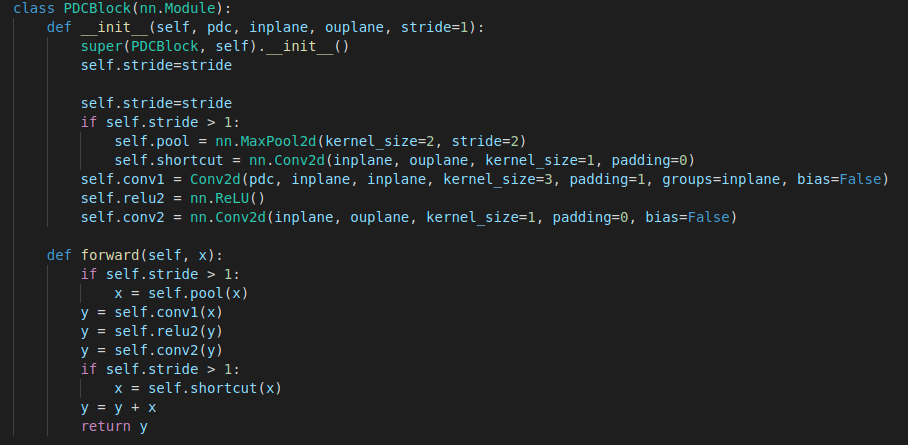 class PDCBlock(nn.Module):
    def __init__(self, pdc, inplane, ouplane, stride=1):
        super(PDCBlock, self).__init__()
        self.stride=stride

        self.stride=stride
        if self.stride > 1:
            self.pool = nn.MaxPool2d(kernel_size=2, stride=2)
            self.shortcut = nn.Conv2d(inplane, ouplane, kernel_size=1, padding=0)
        self.conv1 = Conv2d(pdc, inplane, inplane, kernel_size=3, padding=1, groups=inplane, bias=False)
        self.relu2 = nn.ReLU()
        self.conv2 = nn.Conv2d(inplane, ouplane, kernel_size=1, padding=0, bias=False)

    def forward(self, x):
        if self.stride > 1:
            x = self.pool(x)
        y = self.conv1(x)
        y = self.relu2(y)
        y = self.conv2(y)
        if self.stride > 1:
            x = self.shortcut(x)
        y = y + x
        return y